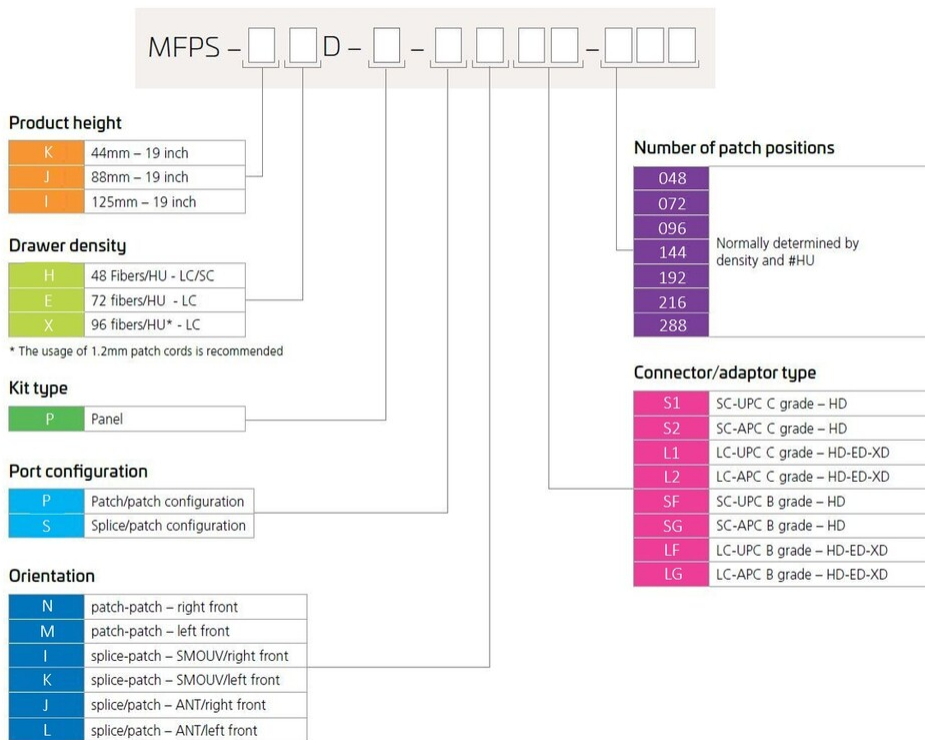 MFPS – D – – –
Product height
K 44mm – 19 inch
J 88mm – 19 inch
I 125mm – 19 inch
Drawer density
H 48 Fibers/HU - LC/SC
E 72 fibers/HU - LC
X 96 fibers/HU* - LC
* The usage of 1.2mm patch cords is recommended
Kit type
P Panel
Port configuration
P Patch/patch configuration
S Splice/patch configuration
Orientation
N patch-patch – right front
M patch-patch – left front
I splice-patch – SMOUV/right front
K splice-patch – SMOUV/left front
J splice/patch – ANT/right front
L splice/patch – ANT/left front
Number of patch positions
048
072
096
144
192
216
288
Normally determined by
density and #HU
Connector/adaptor type
S1 SC-UPC C grade – HD
S2 SC-APC C grade – HD
L1 LC-UPC C grade – HD-ED-XD
L2 LC-APC C grade – HD-ED-XD
SF SC-UPC B grade – HD
SG SC-APC B grade – HD
LF LC-UPC B grade – HD-ED-XD
LG LC-APC B grade – HD-ED-XD